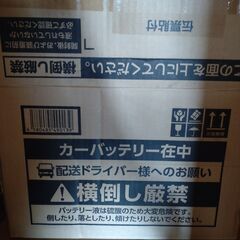 伝票貼付
この面を上にしてください。
⚠横倒し厳禁
カーバッテリー在中
◆配送ドライバー様へのお願い◆
⚠横倒し厳禁
バッテリー液は硫酸のため大変危険です。
倒したり、落としたり、傾けたりしないでください。